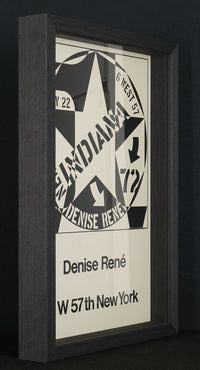 W 22
6 WEST 57
INDIANA
72
DENISE RENÉ
Denise René
W 57th New York